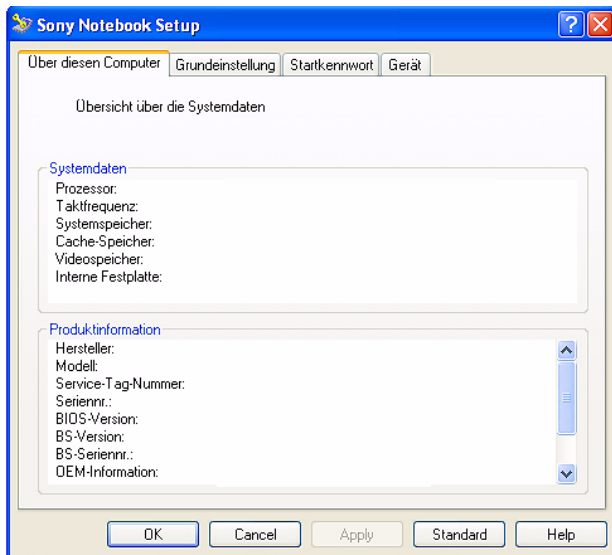 Sony Notebook Setup
Über diesen Computer Grundeinstellung Startkennwort Gerät
Übersicht über die Systemdaten
Systemdaten
Prozessor:
Taktfrequenz:
Systemspeicher:
Cache-Speicher:
Videospeicher:
Interne Festplatte:
Produktinformation
Hersteller:
Modell:
Service-Tag-Nummer:
Seriennr.:
BIOS-Version:
BS-Version:
BS-Seriennr.:
OEM-Information:
OK Cancel Apply Standard Help